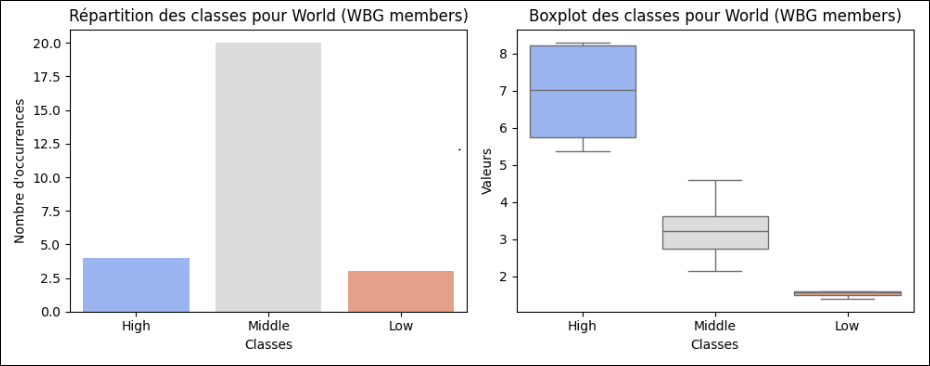 Répartition des classes pour World (WBG members)
Nombre d'occurrences
20.0
17.5
15.0
12.5
10.0
7.5
5.0
2.5
0.0
High Middle Low
Classes
Boxplot des classes pour World (WBG members)
Valeurs
8
7
6
5
4
3
2
High Middle Low
Classes